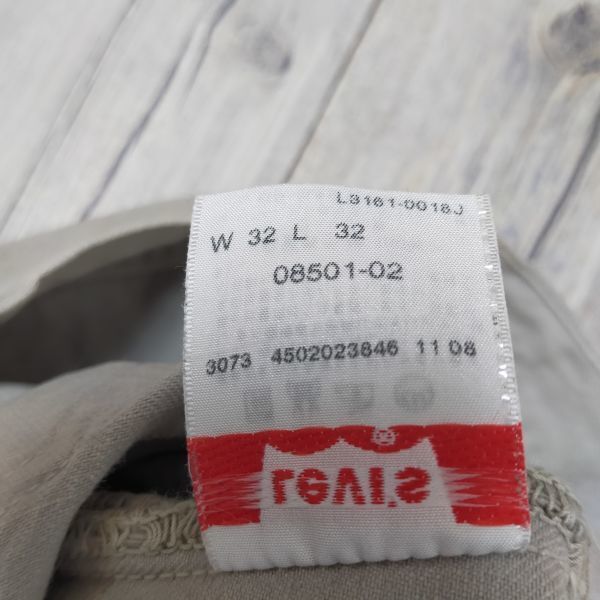 L3161-0018J
W 32 L 32
08501-02
3073 4502023846 11 08
Levi's